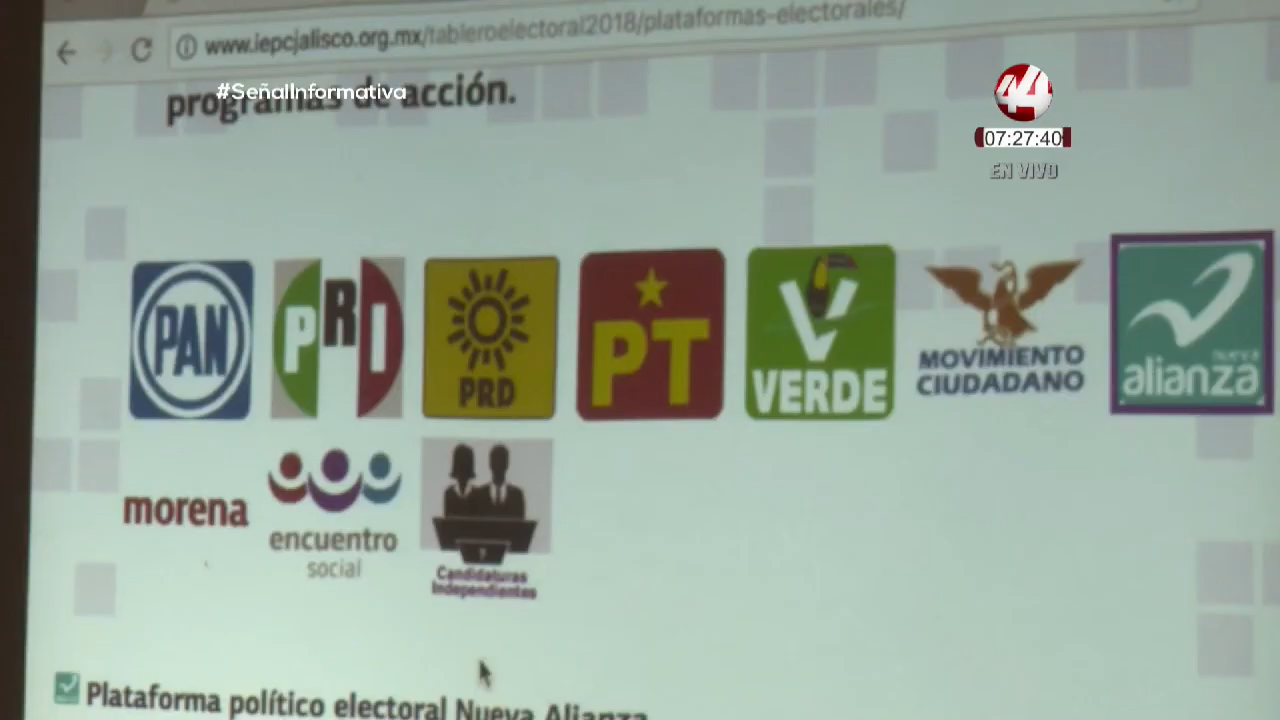 www.iepcjalisco.org.mx/tableroelectoral2018/plataformas-electorales/
#SeñalInformativa
programas de acción.
44
07:27:40
EN VIVO
PAN
PRI
PRD
PT
VERDE
MOVIMIENTO
CIUDADANO
nueva
alianza
morena
encuentro
social
Candidaturas
Independientes
Plataforma político electoral Nueva Alianza